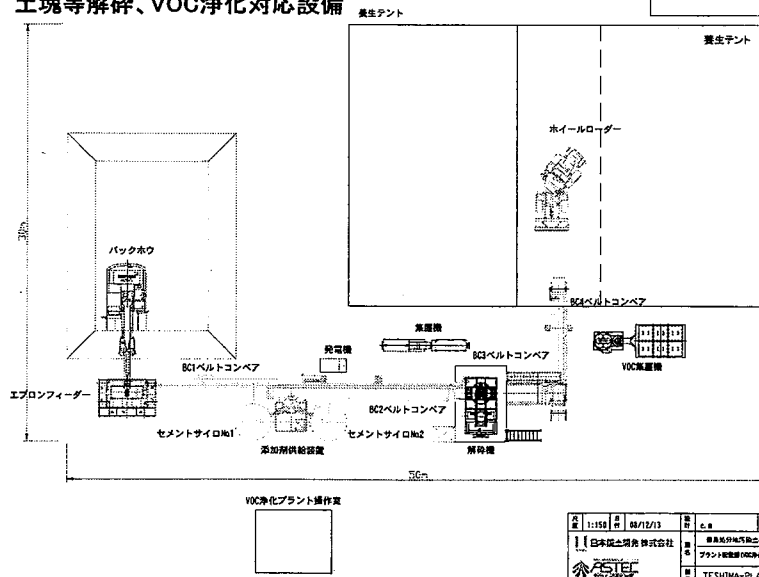 土塊等解砕、VOC浄化対応設備
養生テント
養生テント
ホイールローダー
バックホウ
BC4ベルトコンベア
発電機
集塵機
BC3ベルトコンベア
VOC集塵機
BC1ベルトコンベア
エプロンフィーダー
BC2ベルトコンベア
セメントサイロNo1
添加剤供給装置
セメントサイロNo2
解砕機
VOC浄化プラント操作室
1:150
08/12/13
日本国土開発株式会社
ASTEC